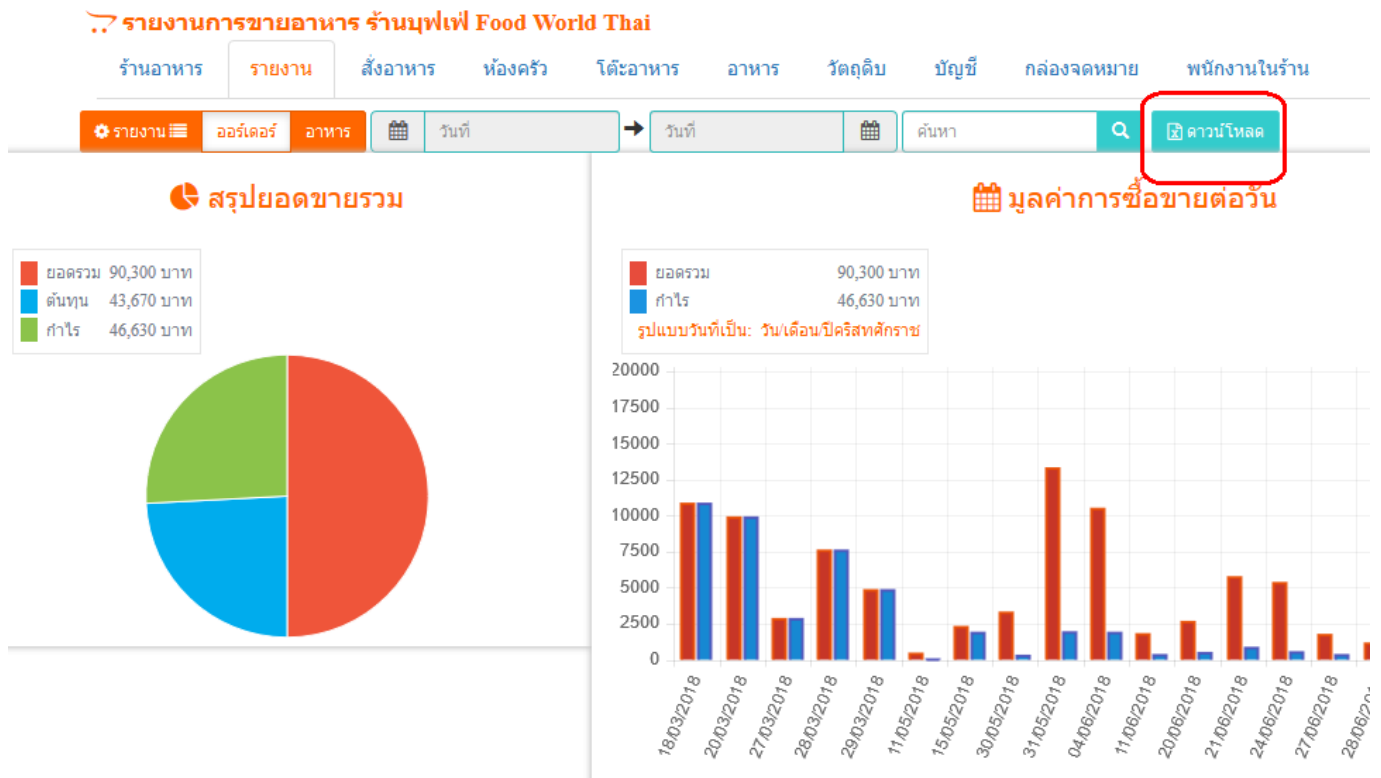 รายงานการขายอาหาร ร้านบุฟเฟ่ Food World Thai
ร้านอาหาร รายงาน สั่งอาหาร ห้องครัว โต๊ะอาหาร อาหาร วัตถุดิบ บัญชี กล่องจดหมาย พนักงานในร้าน
รายงาน ออร์เดอร์ อาหาร วันที่ วันที่ ค้นหา ดาวน์โหลด
สรุปยอดขายรวม
ยอดรวม 90,300 บาท
ต้นทุน 43,670 บาท
กำไร 46,630 บาท
มูลค่าการซื้อขายต่อวัน
ยอดรวม 90,300 บาท
กำไร 46,630 บาท
รูปแบบวันที่เป็น: วัน/เดือน/ปีคริสทศักราช
20000
17500
15000
12500
10000
7500
5000
2500
0
18/03/2018 20/03/2018 27/03/2018 28/03/2018 29/03/2018 11/05/2018 15/05/2018 30/05/2018 31/05/2018 04/06/2018 11/06/2018 20/06/2018 21/06/2018 24/06/2018 27/06/2018